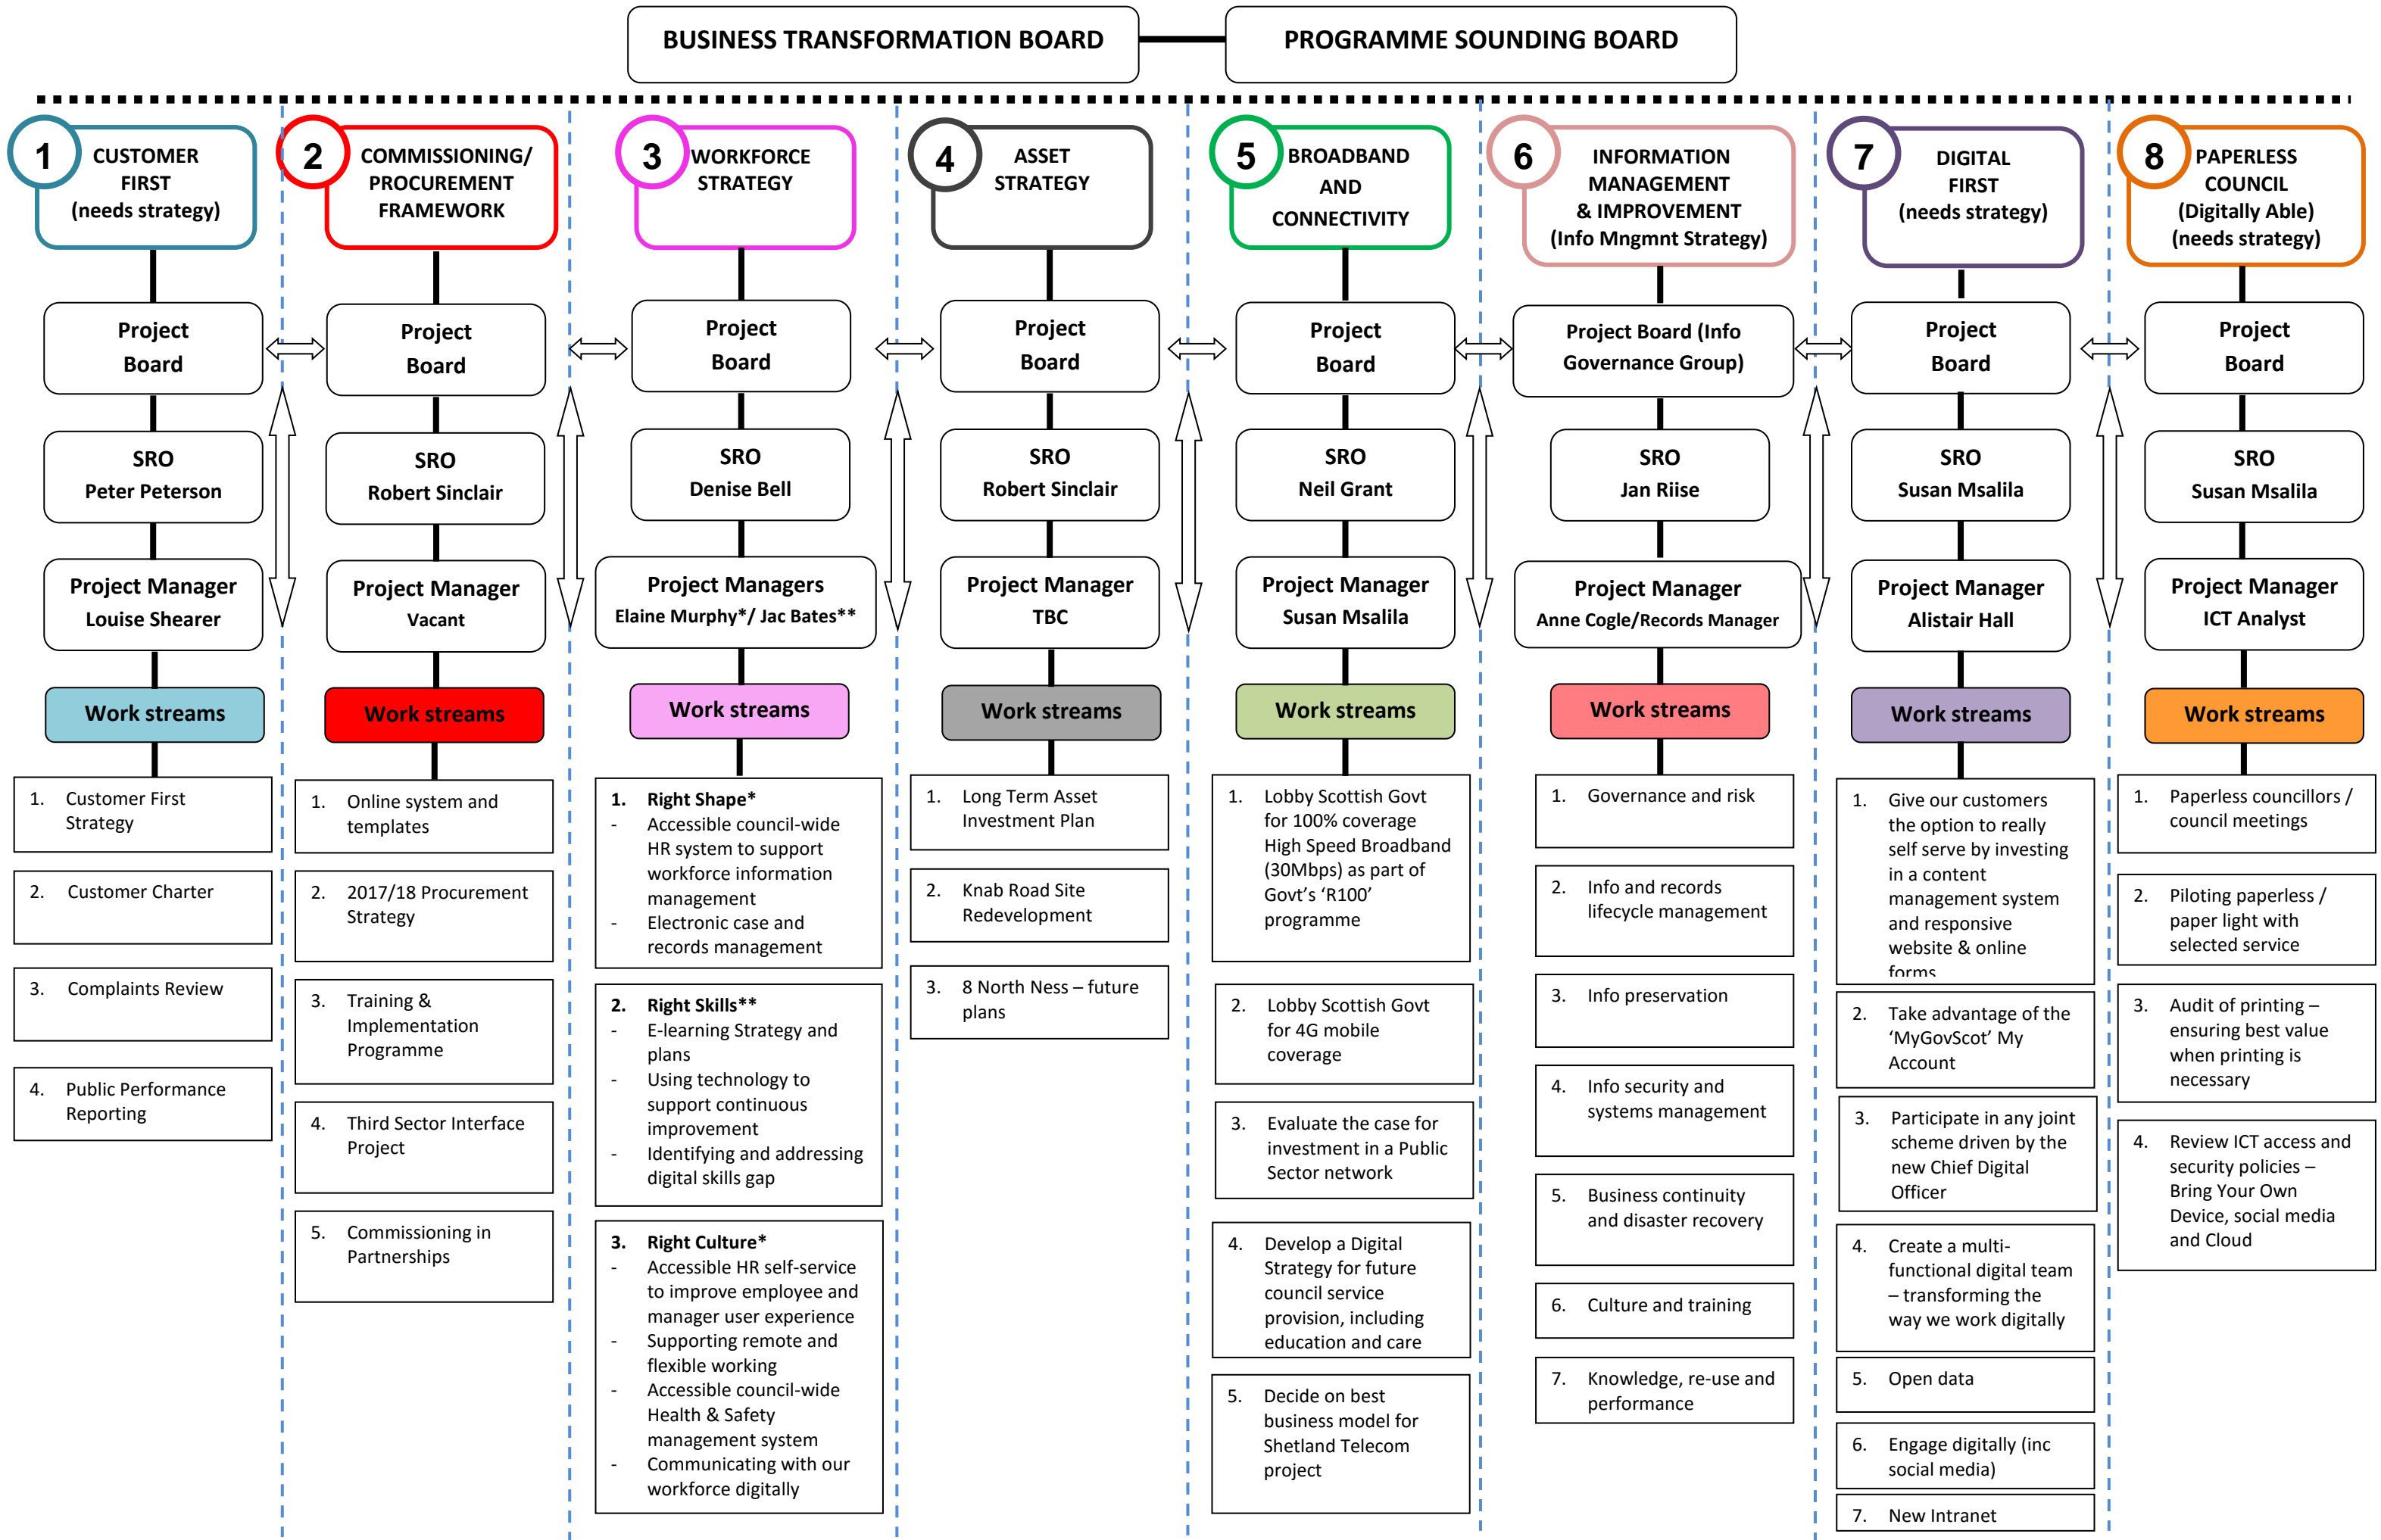 BUSINESS TRANSFORMATION BOARD
PROGRAMME SOUNDING BOARD
1
CUSTOMER
FIRST
(needs strategy)
Project
Board
SRO
Peter Peterson
Project Manager
Louise Shearer
Work streams
1. Customer First
Strategy
2. Customer Charter
3. Complaints Review
4. Public Performance
Reporting
2
COMMISSIONING/
PROCUREMENT
FRAMEWORK
Project
Board
SRO
Robert Sinclair
Project Manager
Vacant
Work streams
1. Online system and
templates
2. 2017/18 Procurement
Strategy
3. Training &
Implementation
Programme
4. Third Sector Interface
Project
5. Commissioning in
Partnerships
3
WORKFORCE
STRATEGY
Project
Board
SRO
Denise Bell
Project Managers
Elaine Murphy*/ Jac Bates**
Work streams
1. Right Shape*
- Accessible council-wide
HR system to support
workforce information
management
- Electronic case and
records management
2. Right Skills**
- E-learning Strategy and
plans
- Using technology to
support continuous
improvement
- Identifying and addressing
digital skills gap
3. Right Culture*
- Accessible HR self-service
to improve employee and
manager user experience
- Supporting remote and
flexible working
- Accessible council-wide
Health & Safety
management system
- Communicating with our
workforce digitally
4
ASSET
STRATEGY
Project
Board
SRO
Robert Sinclair
Project Manager
TBC
Work streams
1. Long Term Asset
Investment Plan
2. Knab Road Site
Redevelopment
3. 8 North Ness – future
plans
5
BROADBAND
AND
CONNECTIVITY
Project
Board
SRO
Neil Grant
Project Manager
Susan Msalila
Work streams
1. Lobby Scottish Govt
for 100% coverage
High Speed Broadband
(30Mbps) as part of
Govt's ‘R100’
programme
2. Lobby Scottish Govt
for 4G mobile
coverage
3. Evaluate the case for
investment in a Public
Sector network
4. Develop a Digital
Strategy for future
council service
provision, including
education and care
5. Decide on best
business model for
Shetland Telecom
project
6
INFORMATION
MANAGEMENT
& IMPROVEMENT
(Info Mngmnt Strategy)
Project Board (Info
Governance Group)
SRO
Jan Riise
Project Manager
Anne Cogle/Records Manager
Work streams
1. Governance and risk
2. Info and records
lifecycle management
3. Info preservation
4. Info security and
systems management
5. Business continuity
and disaster recovery
6. Culture and training
7. Knowledge, re-use and
performance
7
DIGITAL
FIRST
(needs strategy)
Project
Board
SRO
Susan Msalila
Project Manager
Alistair Hall
Work streams
1. Give our customers
the option to really
self serve by investing
in a content
management system
and responsive
website & online
forms
2. Take advantage of the
‘MyGovScot’ My
Account
3. Participate in any joint
scheme driven by the
new Chief Digital
Officer
4. Create a multi-
functional digital team
– transforming the
way we work digitally
5. Open data
6. Engage digitally (inc
social media)
7. New Intranet
8
PAPERLESS
COUNCIL
(Digitally Able)
(needs strategy)
Project
Board
SRO
Susan Msalila
Project Manager
ICT Analyst
Work streams
1. Paperless councillors /
council meetings
2. Piloting paperless /
paper light with
selected service
3. Audit of printing –
ensuring best value
when printing is
necessary
4. Review ICT access and
security policies –
Bring Your Own
Device, social media
and Cloud